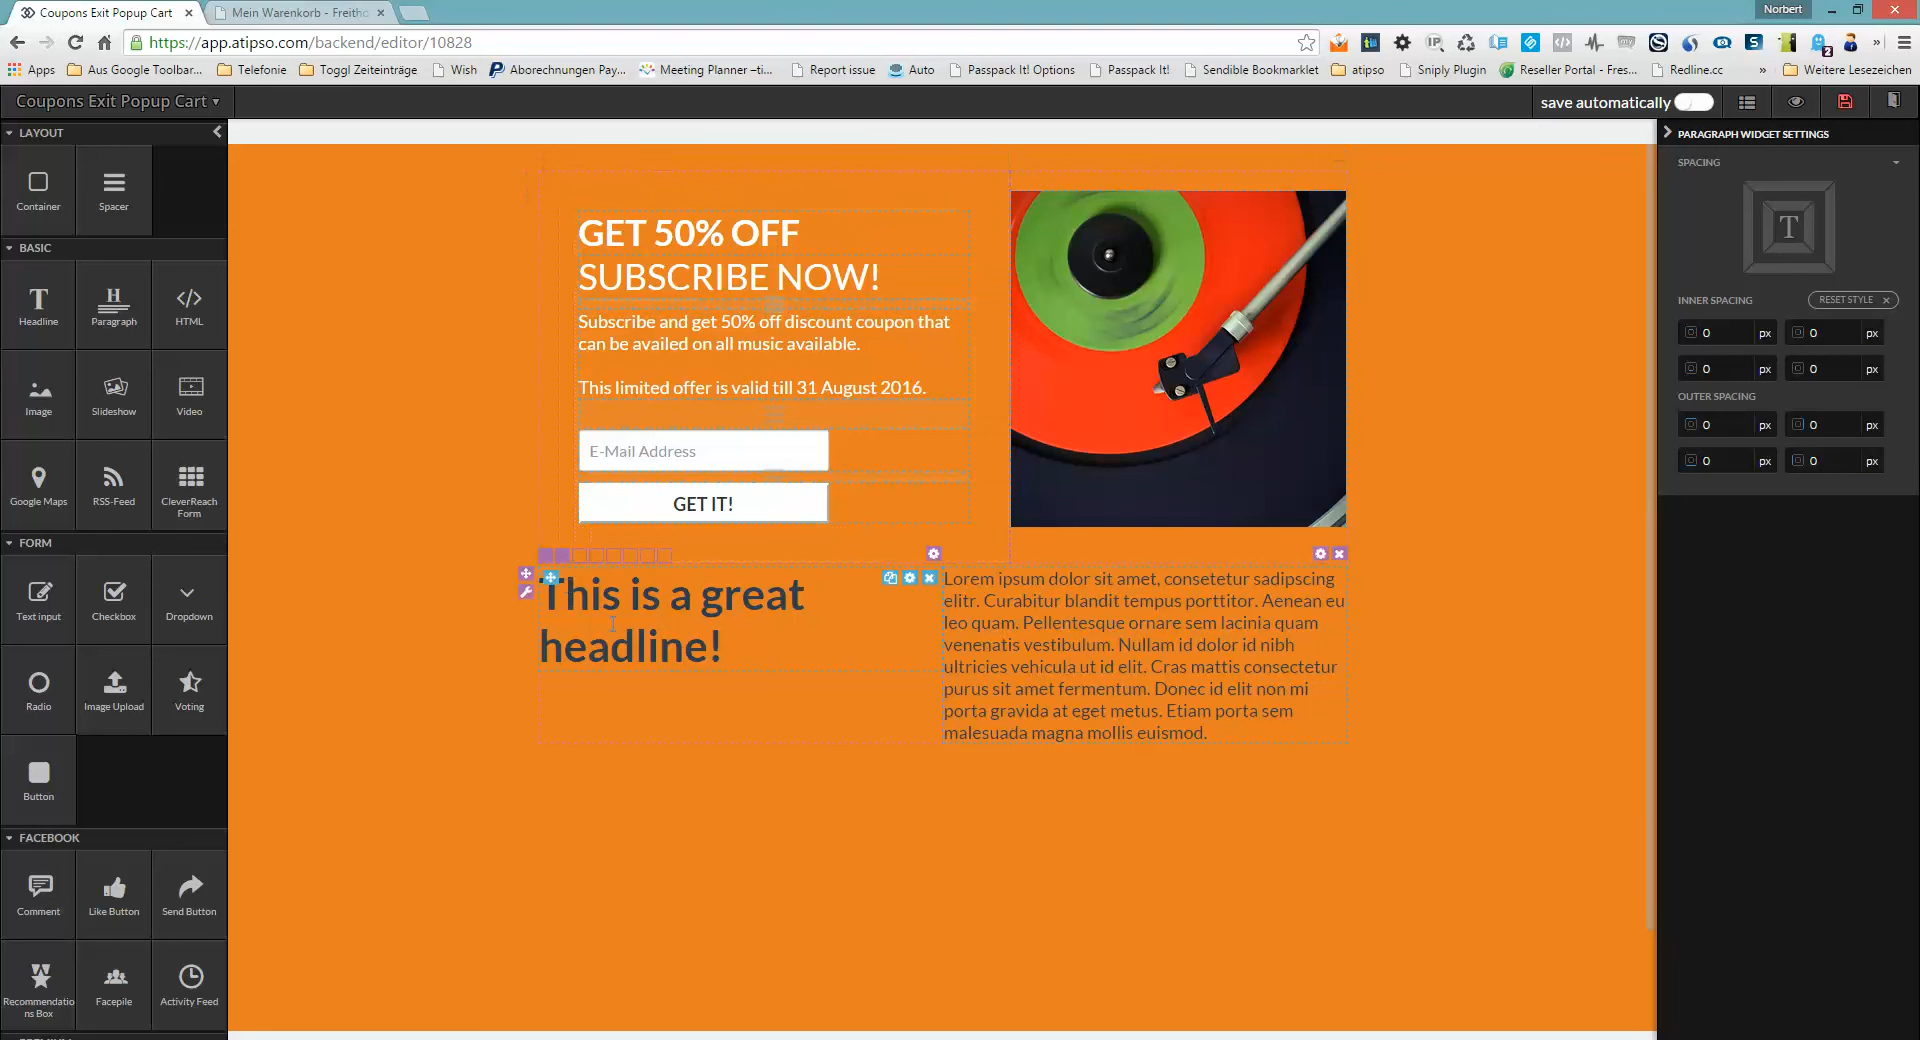 Coupons Exit Popup Cart
Mein Warenkorb - Freitho
Norbert
https://app.atipso.com/backend/editor/10828
Apps
Aus Google Toolbar...
Telefonie
Toggl Zeiteinträge
Wish
Aborechnungen Pay...
Meeting Planner –ti...
Report issue
Auto
Passpack It! Options
Passpack It!
Sendible Bookmarklet
atipso
Sniply Plugin
Reseller Portal - Fres...
Redline.cc
»
Weitere Lesezeichen
Coupons Exit Popup Cart
save automatically
LAYOUT
Container
Spacer
BASIC
Headline
Paragraph
HTML
Image
Slideshow
Video
Google Maps
RSS-Feed
CleverReach
Form
FORM
Text input
Checkbox
Dropdown
Radio
Image Upload
Voting
Button
FACEBOOK
Comment
Like Button
Send Button
Recommendatio
ns Box
Facepile
Activity Feed
GET 50% OFF
SUBSCRIBE NOW!
Subscribe and get 50% off discount coupon that
can be availed on all music available.
This limited offer is valid till 31 August 2016.
E-Mail Address
GET IT!
This is a great
headline!
Lorem ipsum dolor sit amet, consetetur sadipscing
elitr. Curabitur blandit tempus porttitor. Aenean eu
leo quam. Pellentesque ornare sem lacinia quam
venenatis vestibulum. Nullam id dolor id nibh
ultricies vehicula ut id elit. Cras mattis consectetur
purus sit amet fermentum. Donec id elit non mi
porta gravida at eget metus. Etiam porta sem
malesuada magna mollis euismod.
PARAGRAPH WIDGET SETTINGS
SPACING
T
INNER SPACING
RESET STYLE
0 px 0 px
0 px 0 px
OUTER SPACING
0 px 0 px
0 px 0 px